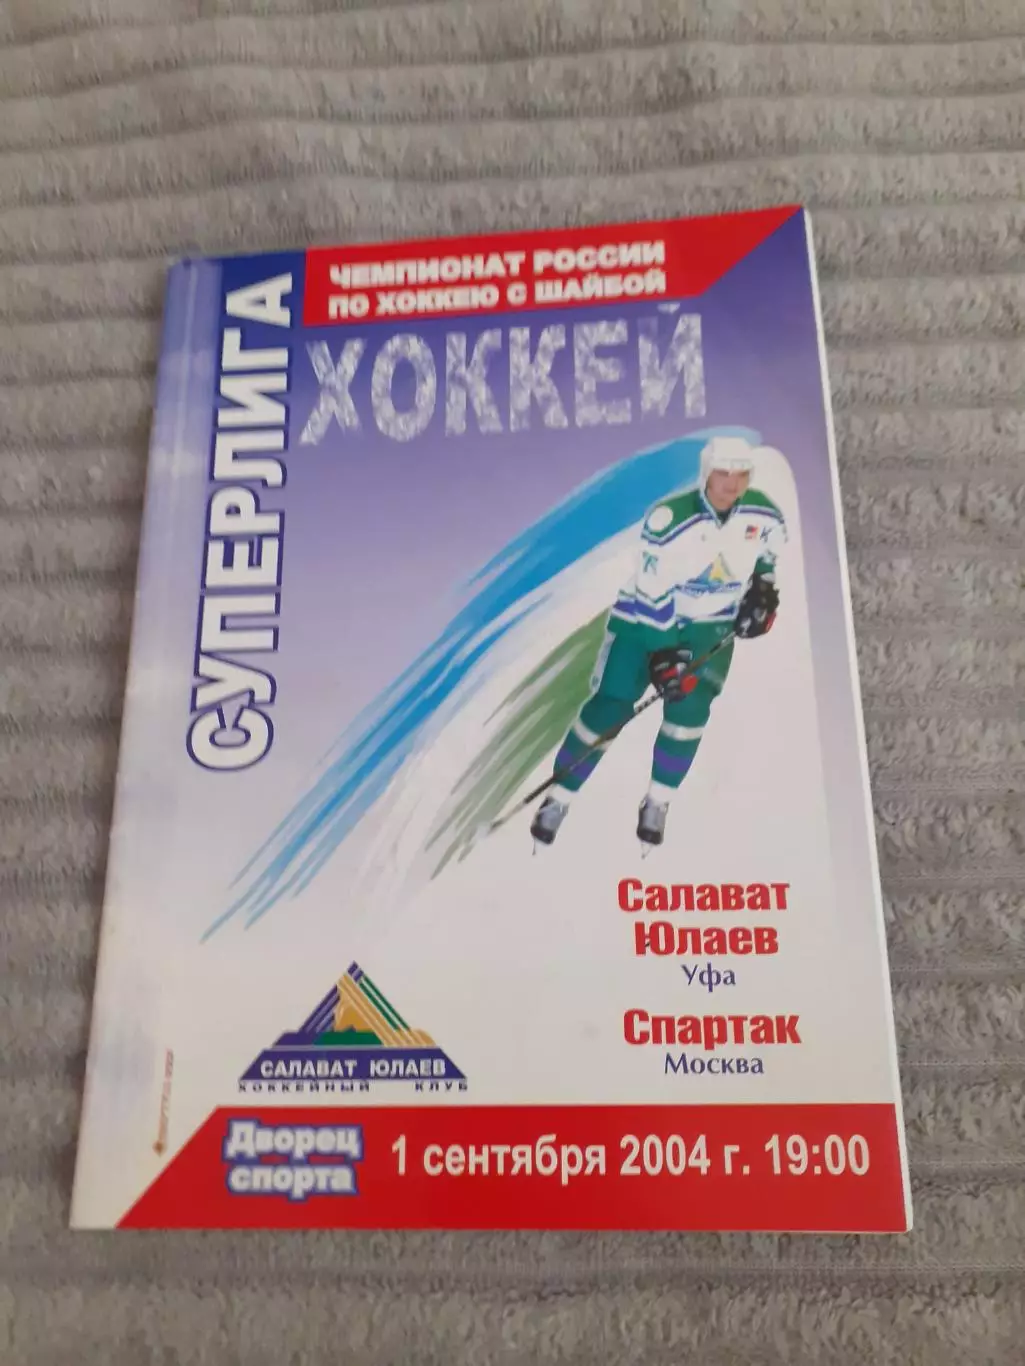 СУПЕРЛИГА
ЧЕМПИОНАТ РОССИИ
ПО ХОККЕЮ С ШАЙБОЙ
ХОККЕЙ
К
Салават
Юлаев
Уфа
Спартак
Москва
САЛАВАТ ЮЛАЕВ
ХОККЕЙНЫЙ КЛУБ
Дворец
спорта
1 сентября 2004 г. 19:00